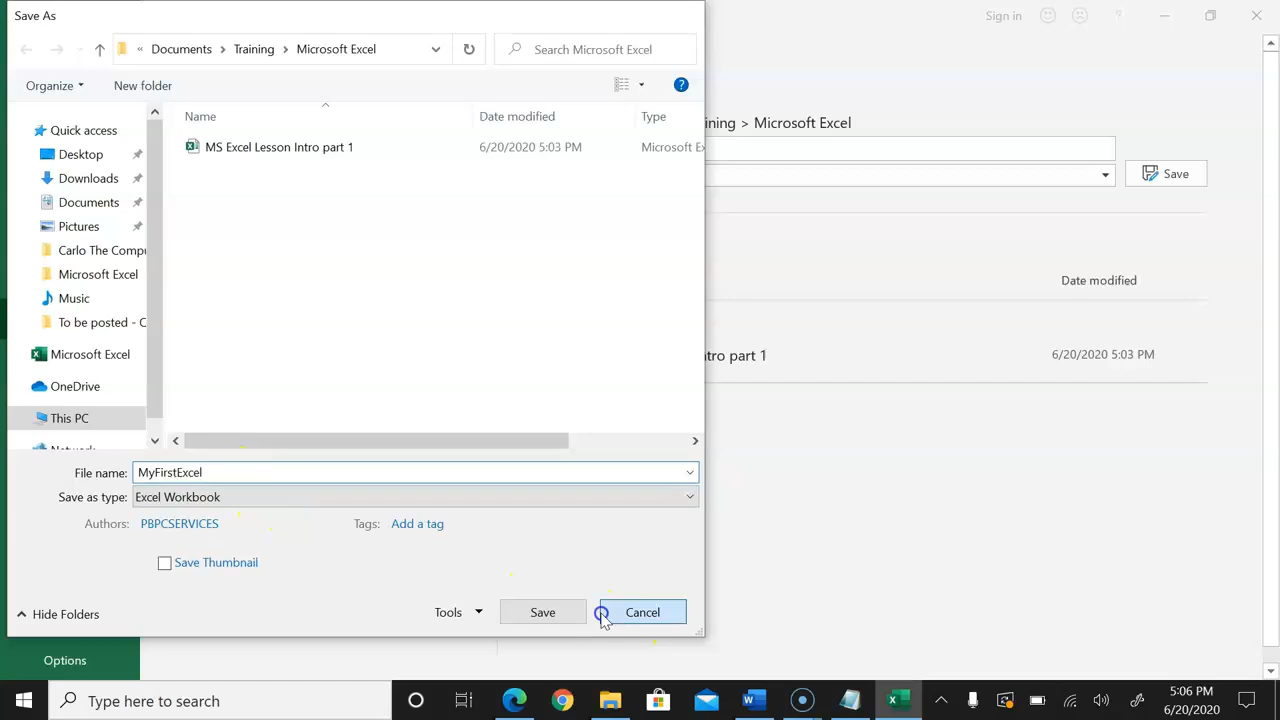 Save As
Sign in
« Documents > Training > Microsoft Excel
Search Microsoft Excel
Organize
New folder
?
Name
Date modified
Type
MS Excel Lesson Intro part 1
6/20/2020 5:03 PM
Microsoft Ex
Quick access
Desktop
Downloads
Documents
Pictures
Carlo The Compu
Microsoft Excel
Music
To be posted - C
Microsoft Excel
OneDrive
This PC
Network
File name: MyFirstExcel
Save as type: Excel Workbook
Authors: PBPCSERVICES
Tags: Add a tag
Save Thumbnail
Hide Folders
Tools
Save
Cancel
ining > Microsoft Excel
Save
Date modified
ntro part 1
6/20/2020 5:03 PM
Options
Type here to search
5:06 PM
6/20/2020